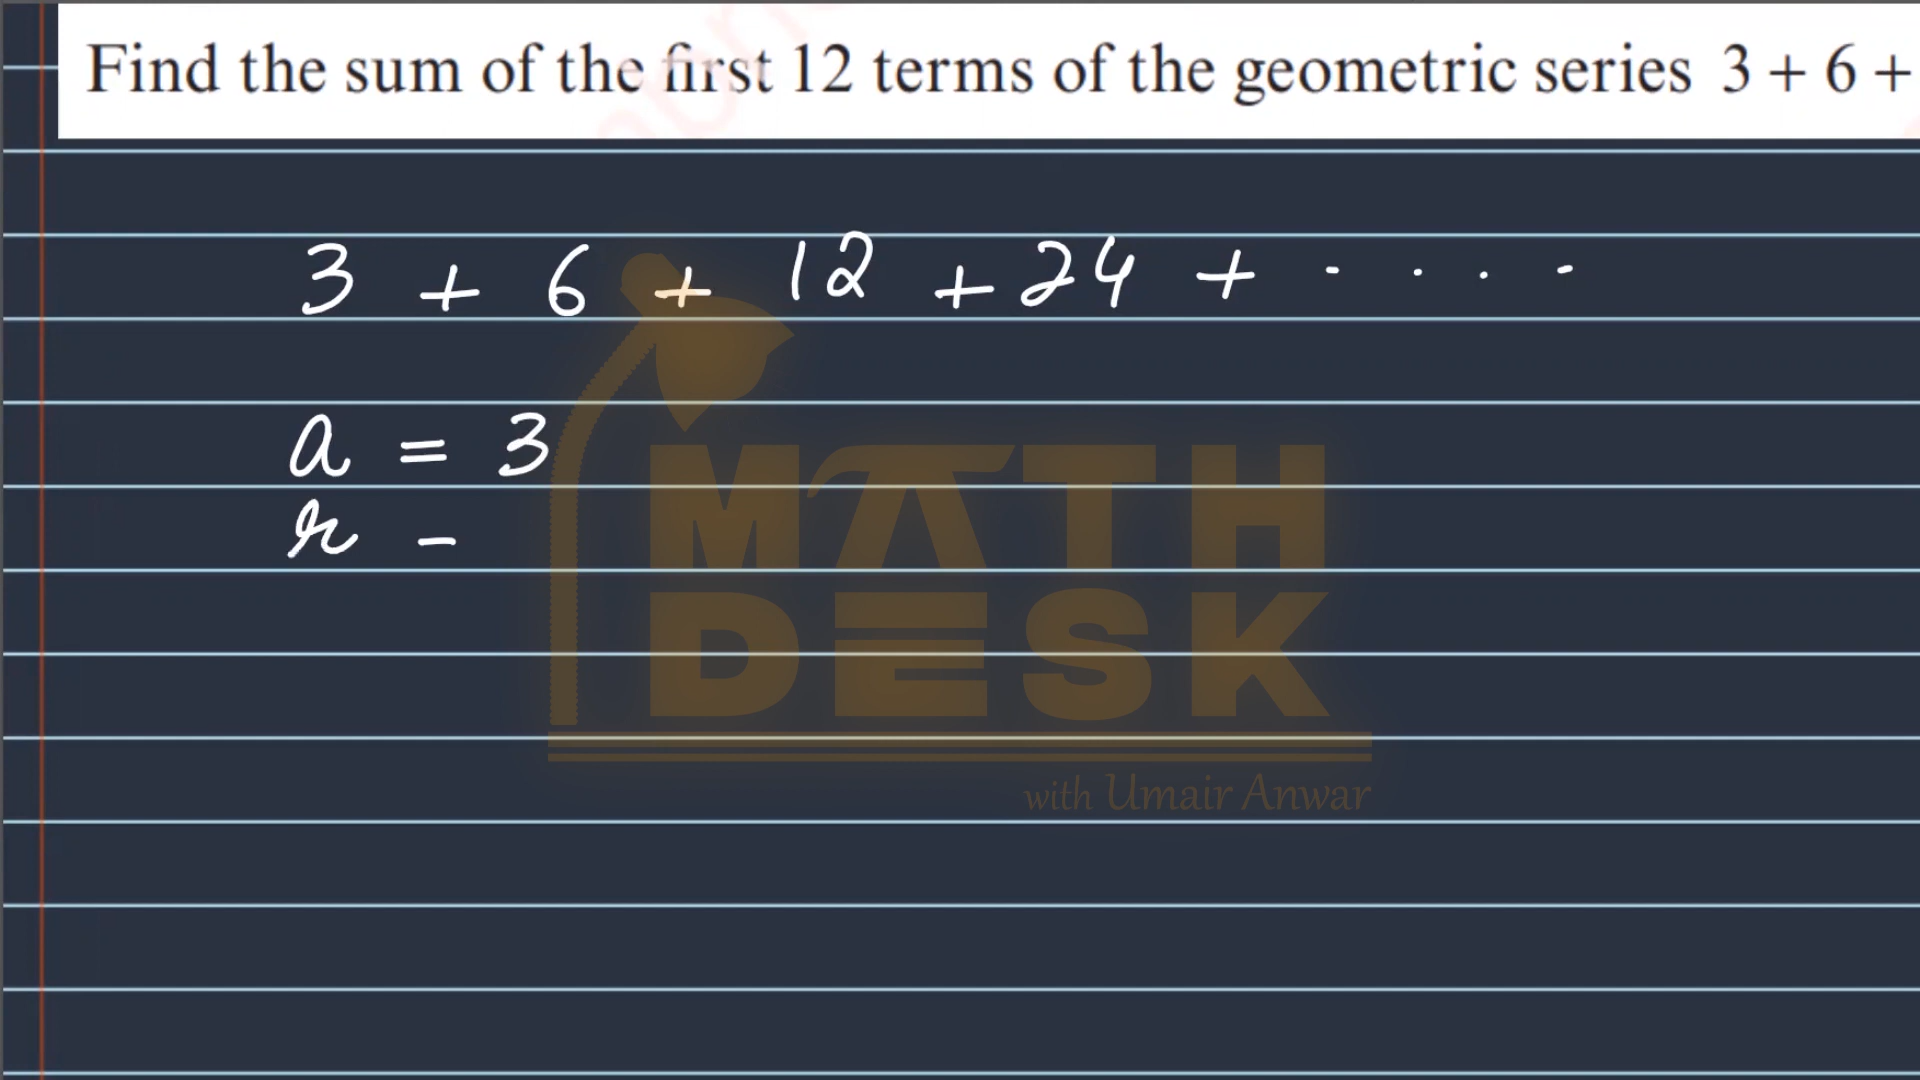 Find the sum of the first 12 terms of the geometric series 3 + 6 +
3 + 6 + 12 + 24 + . . . .
a = 3
r -
MATH
DESK
with Umair Anwar